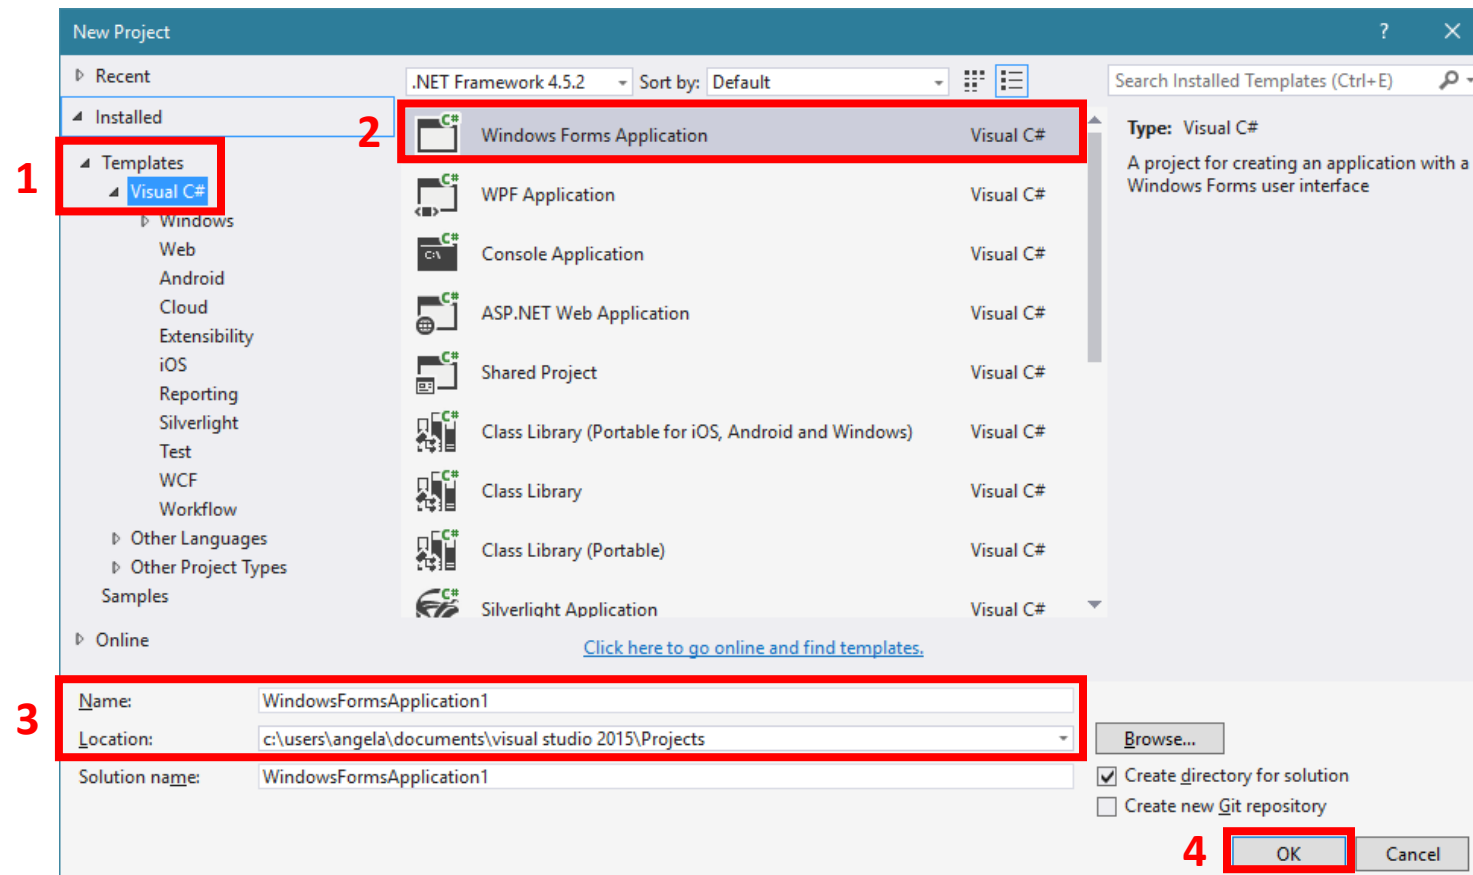 New Project ?
Recent
Installed
1
Templates
Visual C#
Windows
Web
Android
Cloud
Extensibility
iOS
Reporting
Silverlight
Test
WCF
Workflow
Other Languages
Other Project Types
Samples
Online
.NET Framework 4.5.2 Sort by: Default
2
C# Windows Forms Application Visual C#
C# WPF Application Visual C#
C# C:\ Console Application Visual C#
C# ASP.NET Web Application Visual C#
C# Shared Project Visual C#
C# Class Library (Portable for iOS, Android and Windows) Visual C#
C# Class Library Visual C#
C# Class Library (Portable) Visual C#
C# Silverlight Application Visual C#
Click here to go online and find templates.
Search Installed Templates (Ctrl+E)
Type: Visual C#
A project for creating an application with a
Windows Forms user interface
3
Name: WindowsFormsApplication1
Location: c:\users\angela\documents\visual studio 2015\Projects
Browse...
Solution name: WindowsFormsApplication1
Create directory for solution
Create new Git repository
4
OK Cancel